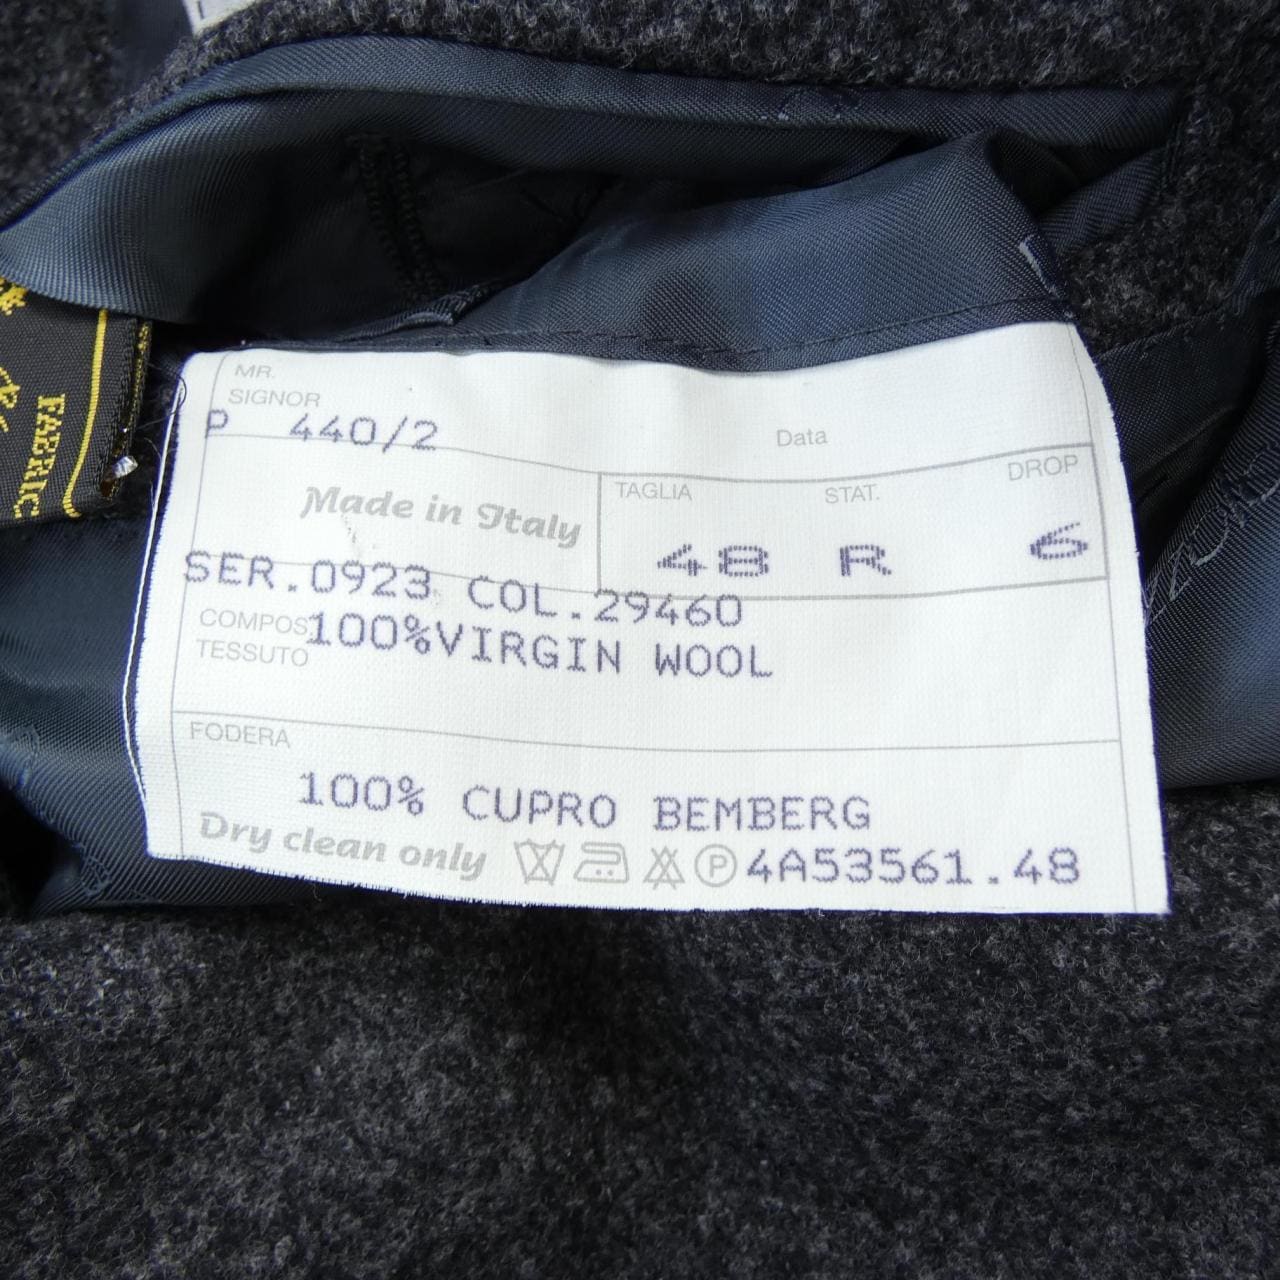 MR.
SIGNOR
P 440/2
Data
Made in Italy
TAGLIA STAT. DROP
48 R 6
SER.0923 COL.29460
COMPOS.
TESSUTO
100%VIRGIN WOOL
FODERA
100% CUPRO BEMBERG
Dry clean only P 4A53561.48
FABRIC